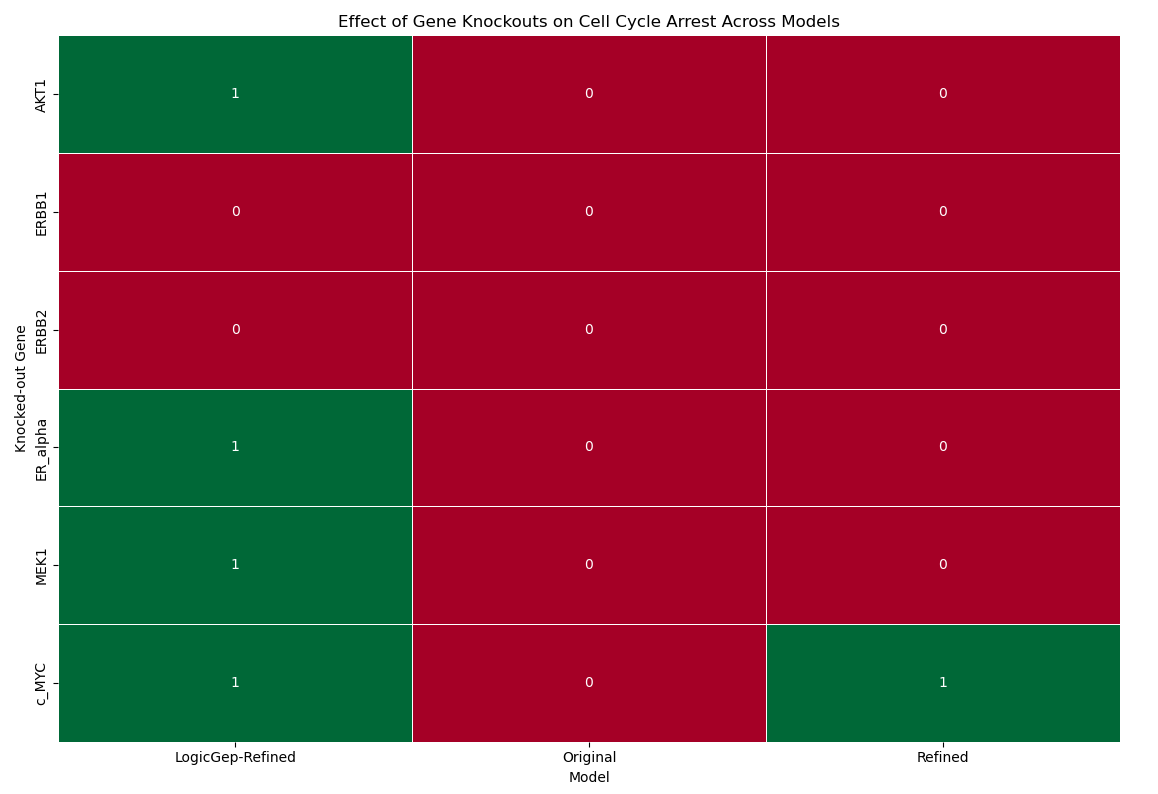 Effect of Gene Knockouts on Cell Cycle Arrest Across Models
Knocked-out Gene
AKT1
1
0
0
ERBB1
0
0
0
ERBB2
0
0
0
ER_alpha
1
0
0
MEK1
1
0
0
c_MYC
1
0
1
LogicGep-Refined
Original
Refined
Model